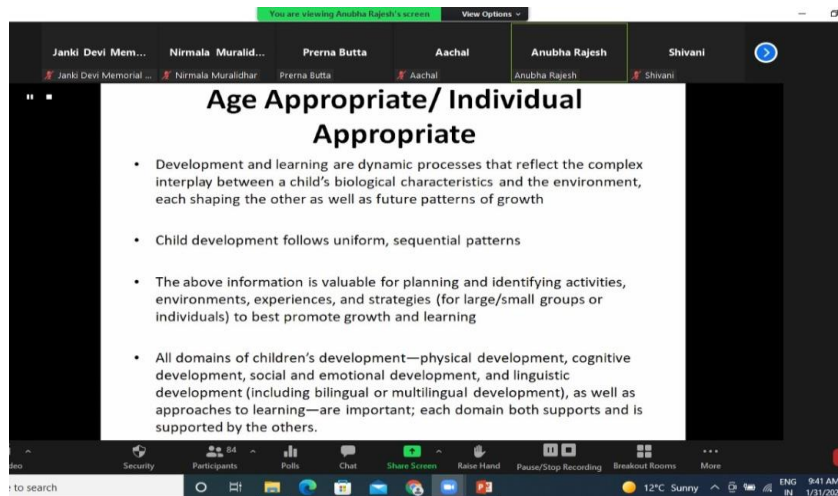 You are viewing Anubha Rajesh's screen View Options
Janki Devi Mem... Nirmala Muralid... Prerna Butta Aachal Anubha Rajesh Shivani
Janki Devi Memorial ... Nirmala Muralidhar Prerna Butta Aachal Anubha Rajesh Shivani
Age Appropriate/ Individual
Appropriate
• Development and learning are dynamic processes that reflect the complex
interplay between a child's biological characteristics and the environment,
each shaping the other as well as future patterns of growth
• Child development follows uniform, sequential patterns
• The above information is valuable for planning and identifying activities,
environments, experiences, and strategies (for large/small groups or
individuals) to best promote growth and learning
• All domains of children's development—physical development, cognitive
development, social and emotional development, and linguistic
development (including bilingual or multilingual development), as well as
approaches to learning—are important; each domain both supports and is
supported by the others.
84
deo Security Participants Polls Chat Share Screen Raise Hand Pause/Stop Recording Breakout Rooms More
to search 12°C Sunny ENG 9:41 AM
IN 1/31/202